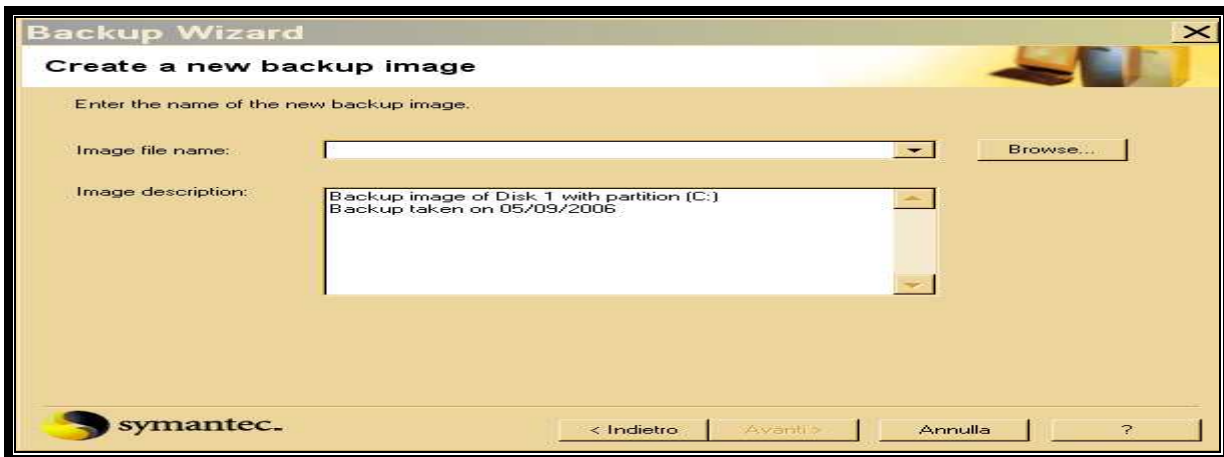 Backup Wizard
Create a new backup image
Enter the name of the new backup image.
Image file name:
Browse...
Image description:
Backup image of Disk 1 with partition (C:)
Backup taken on 05/09/2006
symantec.
< Indietro
Avanti >
Annulla
?